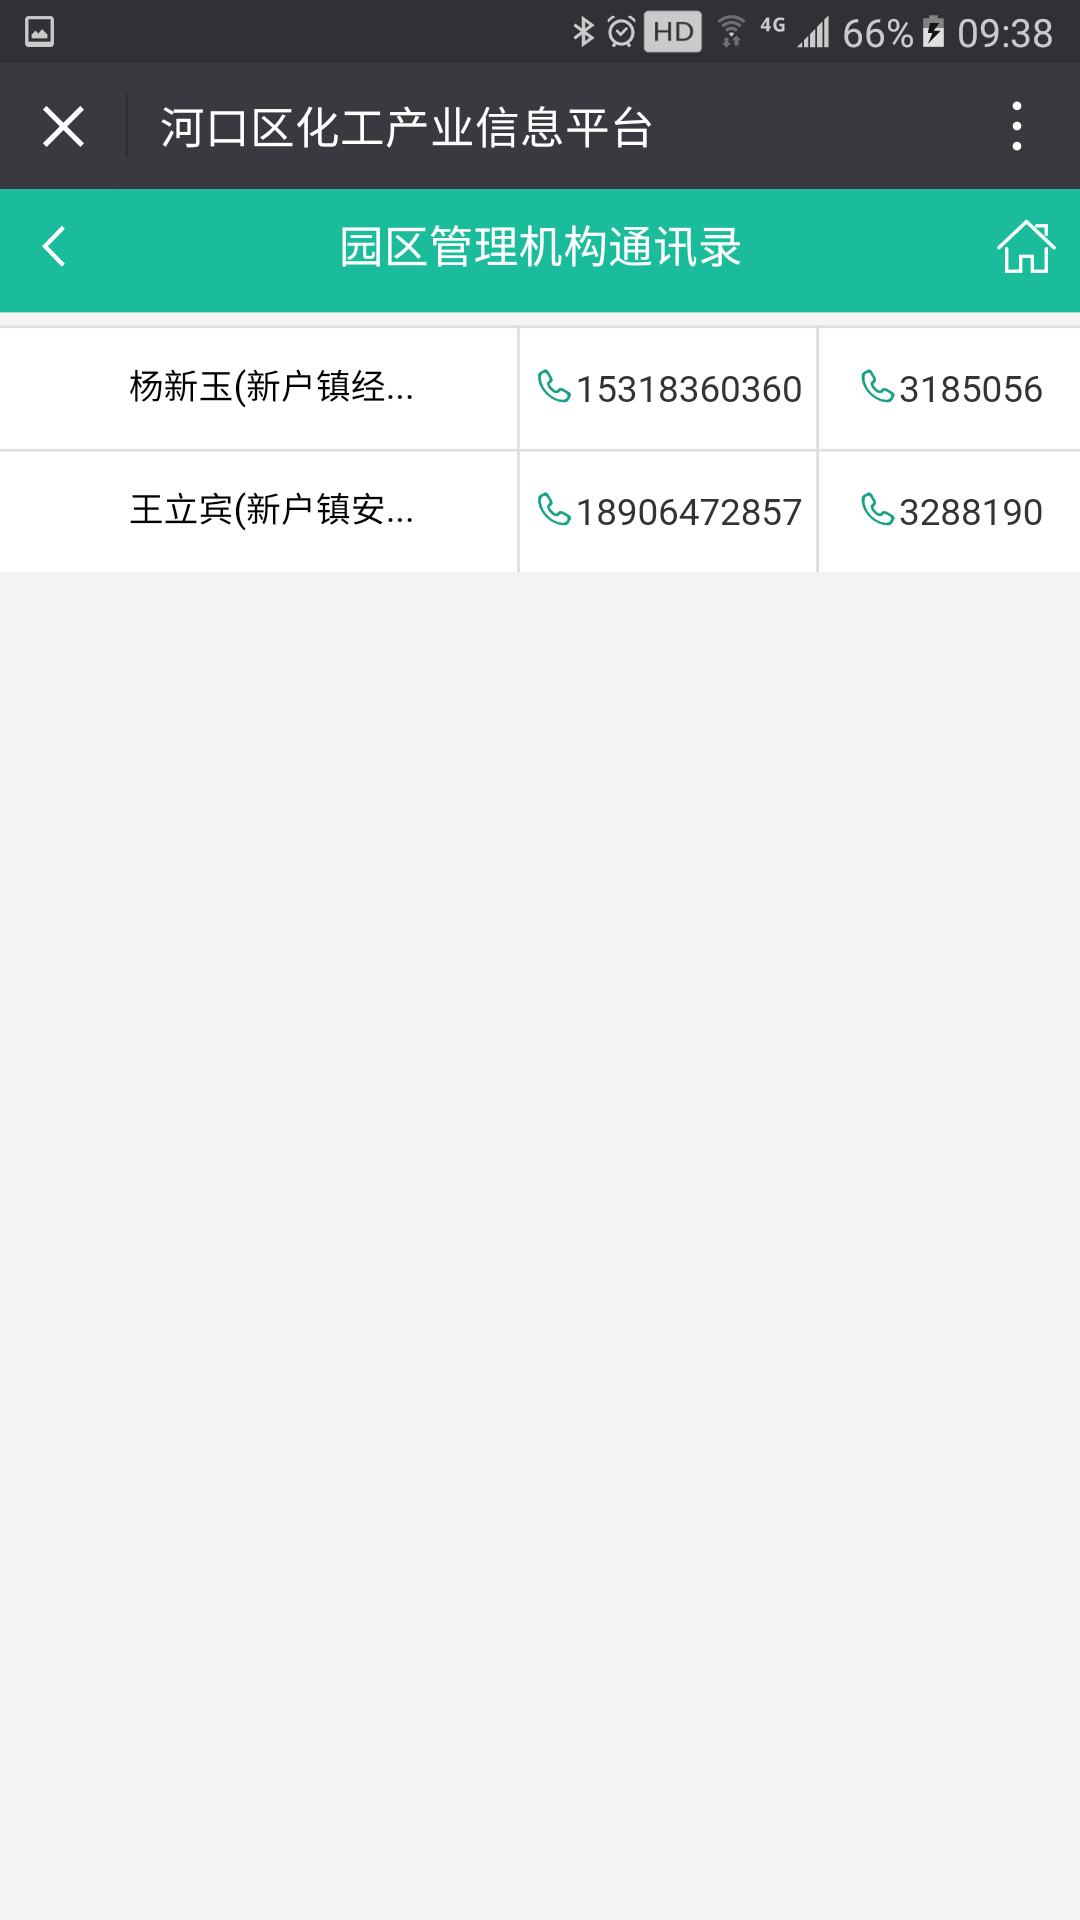 HD 4G 66% 09:38
河口区化工产业信息平台
园区管理机构通讯录
杨新玉(新户镇经... 15318360360 3185056
王立宾(新户镇安... 18906472857 3288190